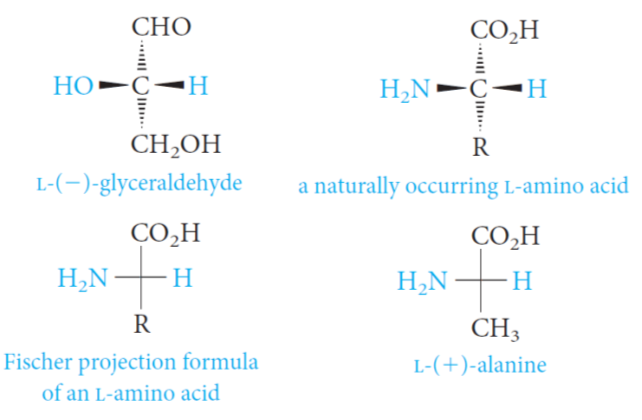 CHO
HO C H
CH₂OH
L-(−)-glyceraldehyde
CO₂H
H₂N C H
R
a naturally occurring L-amino acid
CO₂H
H₂N H
R
Fischer projection formula
of an L-amino acid
CO₂H
H₂N H
CH₃
L-(+)-alanine